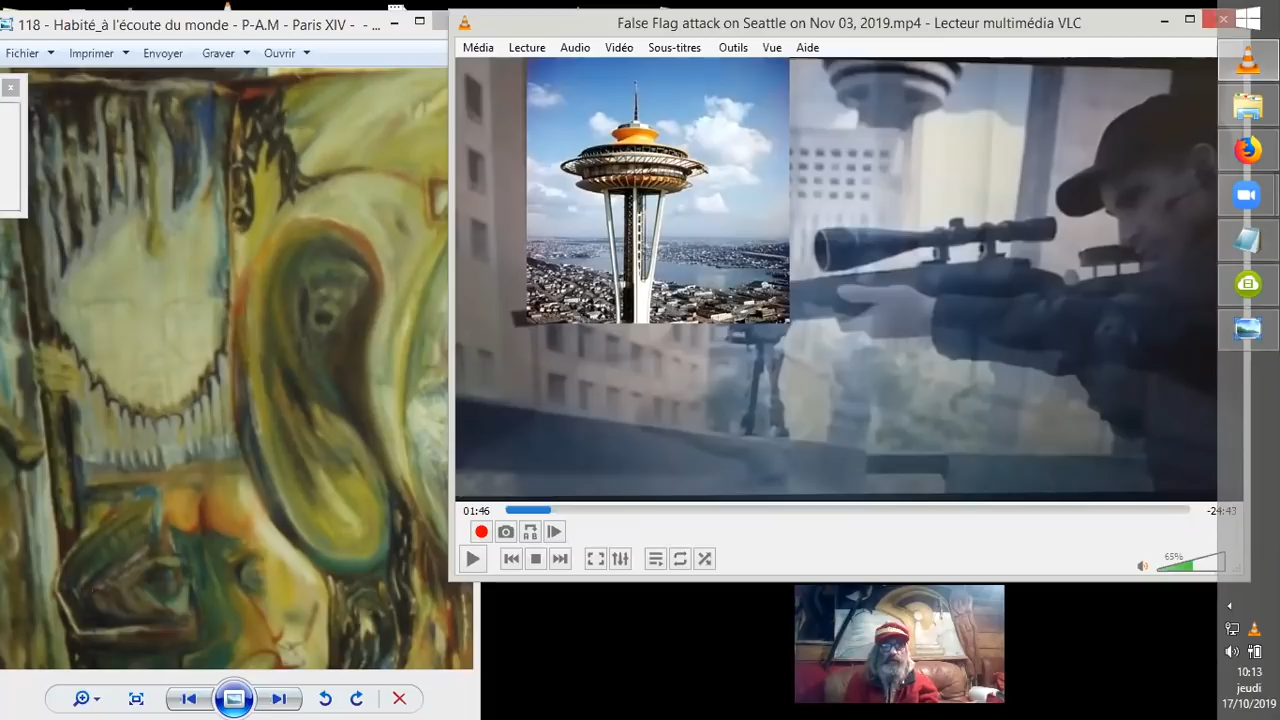 118 - Habité_à l'écoute du monde - P-A-M - Paris XIV - - ...
Fichier Imprimer Envoyer Graver Ouvrir
x
False Flag attack on Seattle on Nov 03, 2019.mp4 - Lecteur multimédia VLC
Média Lecture Audio Vidéo Sous-titres Outils Vue Aide
01:46
-24:43
A B
65%
10:13
jeudi
17/10/2019